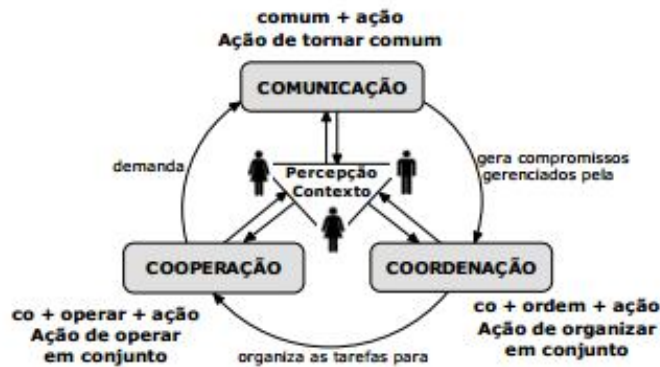 comum + ação
Ação de tornar comum
COMUNICAÇÃO
demanda
gera compromissos
gerenciados pela
Percepção
Contexto
COOPERAÇÃO
COORDENAÇÃO
co + operar + ação
Ação de operar
em conjunto
co + ordem + ação
Ação de organizar
em conjunto
organiza as tarefas para